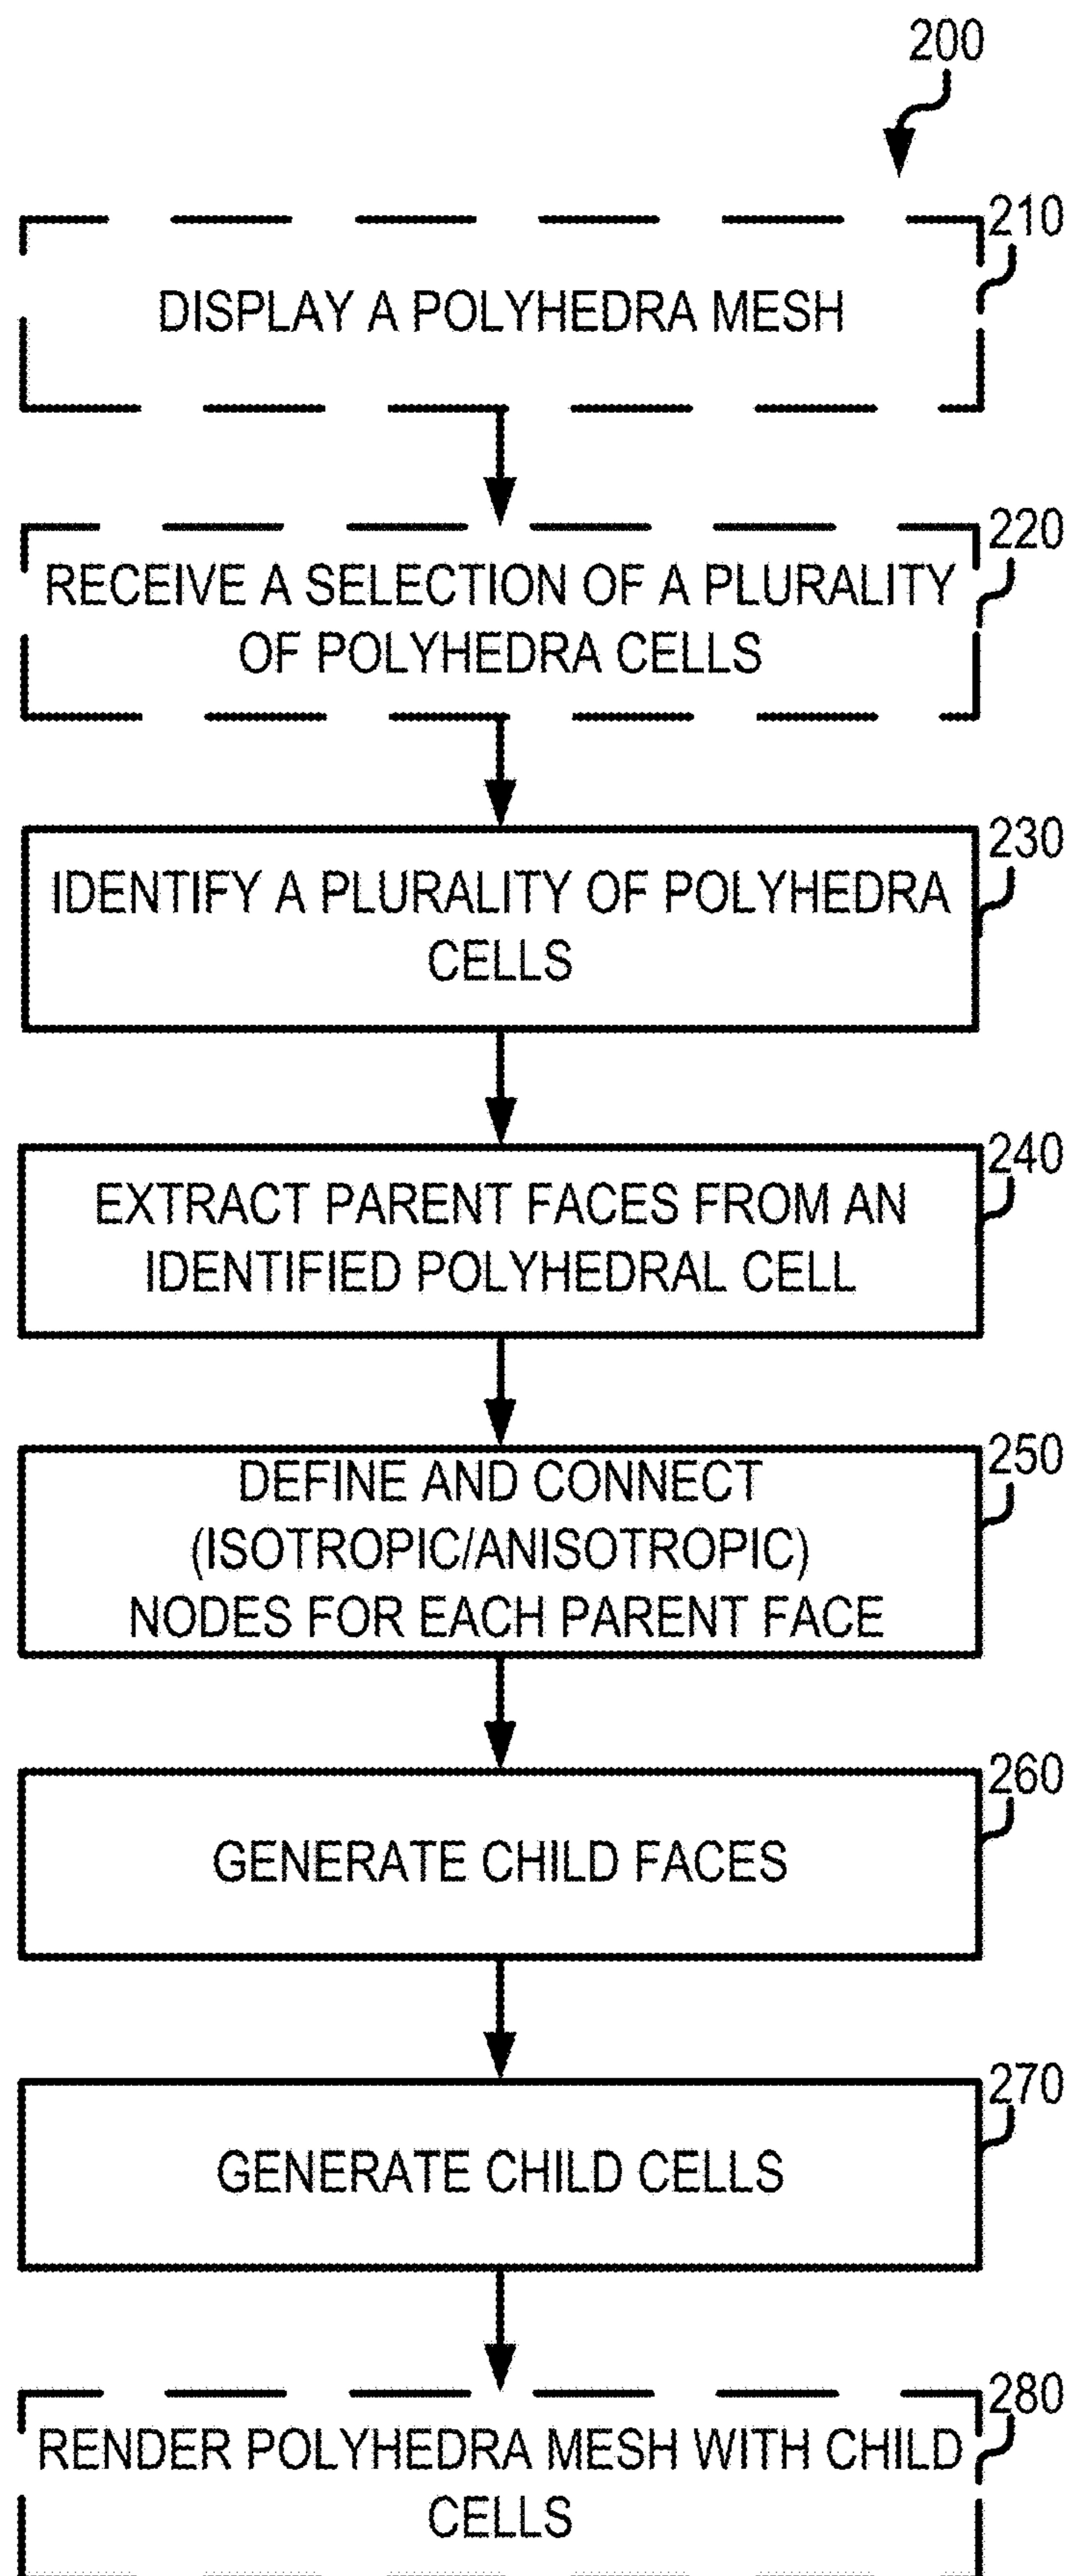 200
210
DISPLAY A POLYHEDRA MESH
220
RECEIVE A SELECTION OF A PLURALITY
OF POLYHEDRA CELLS
230
IDENTIFY A PLURALITY OF POLYHEDRA
CELLS
240
EXTRACT PARENT FACES FROM AN
IDENTIFIED POLYHEDRAL CELL
250
DEFINE AND CONNECT
(ISOTROPIC/ANISOTROPIC)
NODES FOR EACH PARENT FACE
260
GENERATE CHILD FACES
270
GENERATE CHILD CELLS
280
RENDER POLYHEDRA MESH WITH CHILD
CELLS